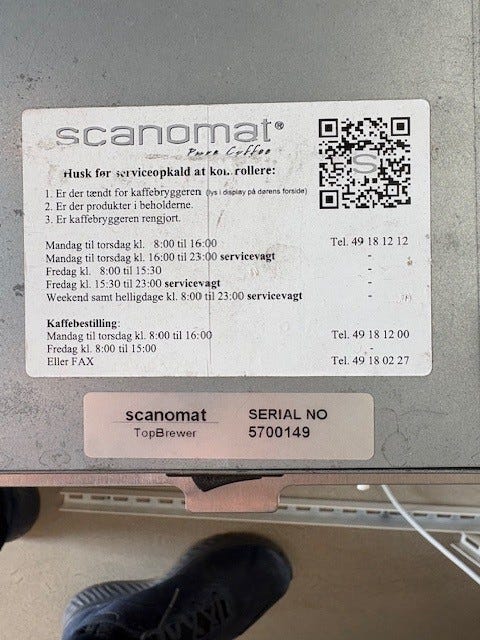 scanomat®
Pure Coffee
Husk før serviceopkald at kontrollere:
1. Er der tændt for kaffebryggeren (lys i display på dørens forside)
2. Er der produkter i beholderne.
3. Er kaffebryggeren rengjort.
Mandag til torsdag kl. 8:00 til 16:00 Tel. 49 18 12 12
Mandag til torsdag kl. 16:00 til 23:00 servicevagt -
Fredag kl. 8:00 til 15:30 -
Fredag kl. 15:30 til 23:00 servicevagt -
Weekend samt helligdage kl. 8:00 til 23:00 servicevagt -
Kaffebestilling:
Mandag til torsdag kl. 8:00 til 16:00 Tel. 49 18 12 00
Fredag kl. 8:00 til 15:00 -
Eller FAX Tel. 49 18 02 27
scanomat SERIAL NO
TopBrewer 5700149